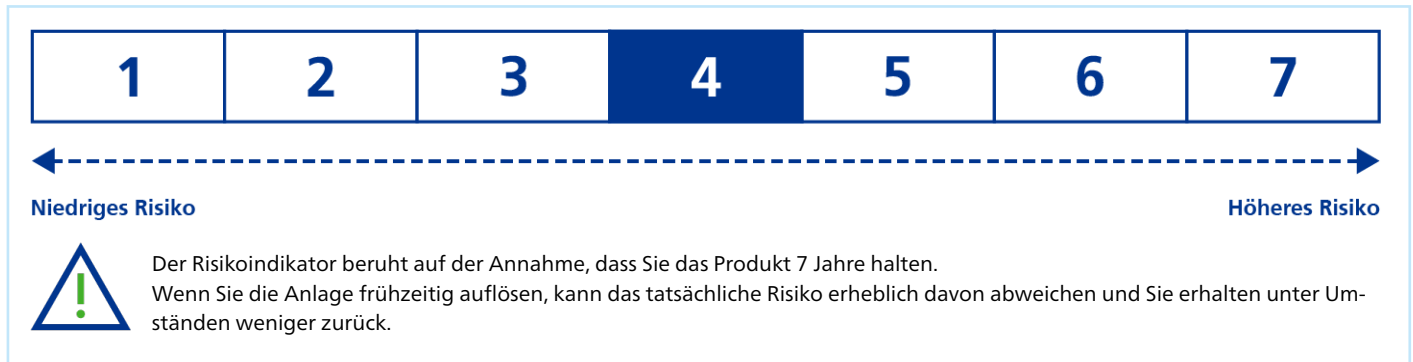 1 2 3 4 5 6 7
Niedriges Risiko Höheres Risiko
Der Risikoindikator beruht auf der Annahme, dass Sie das Produkt 7 Jahre halten.
Wenn Sie die Anlage frühzeitig auflösen, kann das tatsächliche Risiko erheblich davon abweichen und Sie erhalten unter Um-
ständen weniger zurück.